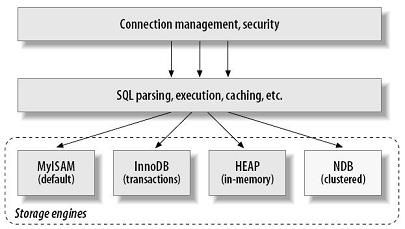 Connection management, security
SQL parsing, execution, caching, etc.
MyISAM
(default)
InnoDB
(transactions)
HEAP
(in-memory)
NDB
(clustered)
Storage engines